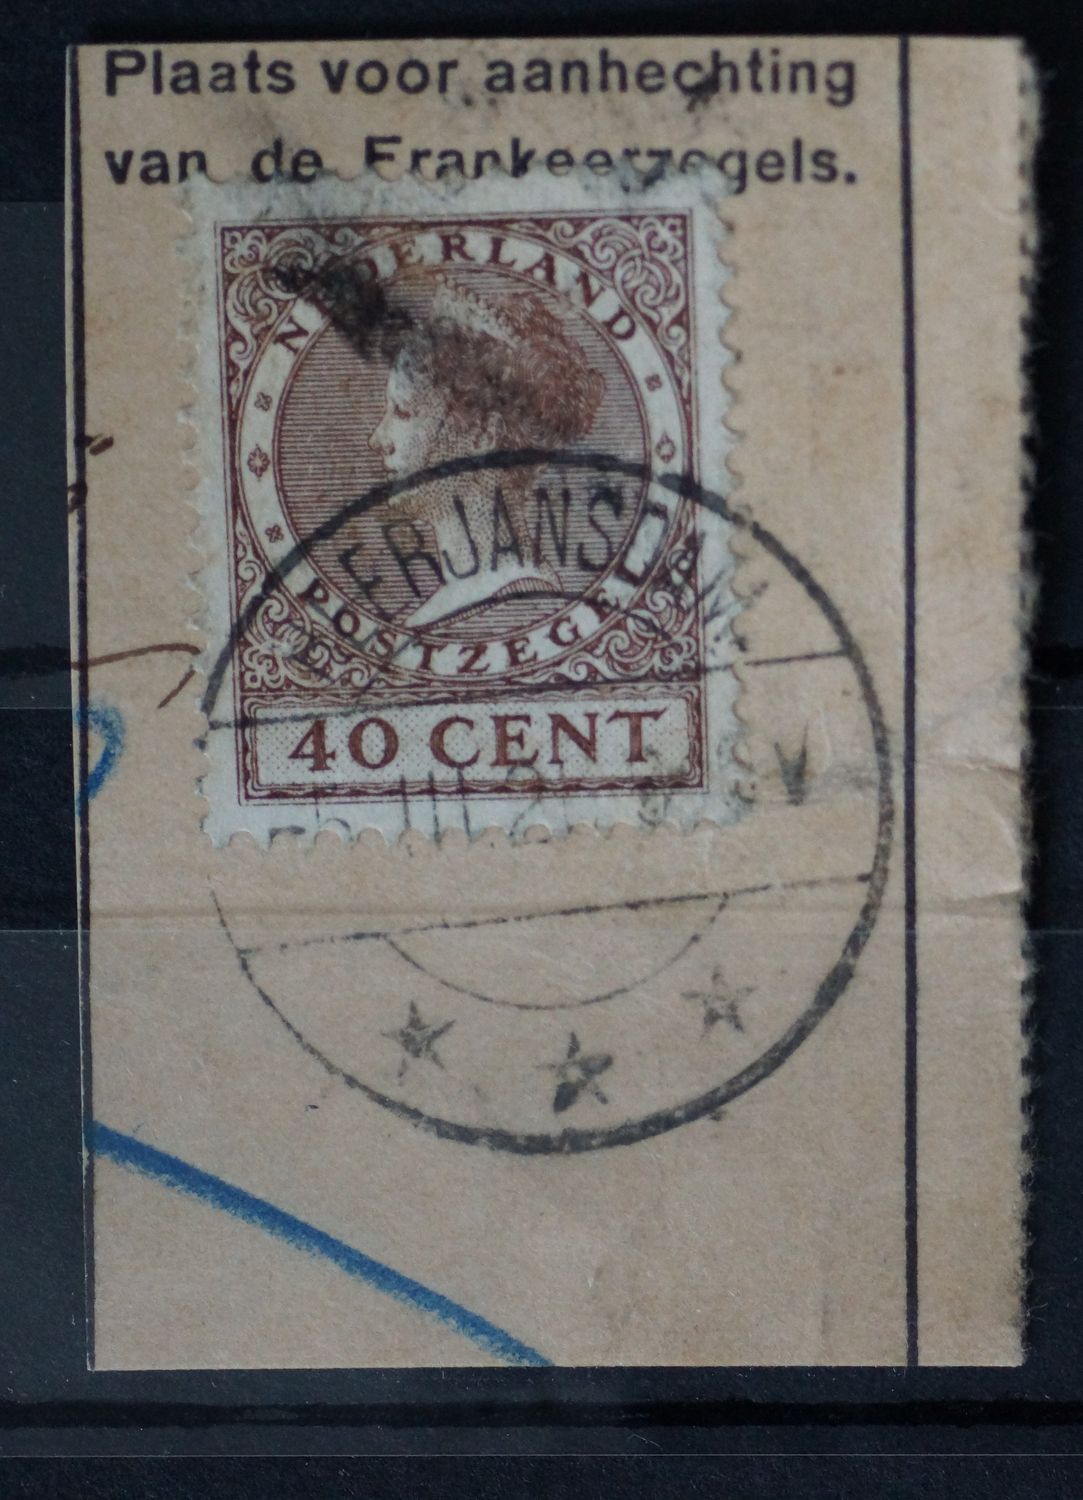 Plaats voor aanhechting
van de Frankeerzegels.
NEDERLAND
ERJANS
POSTZEGEL
40 CENT